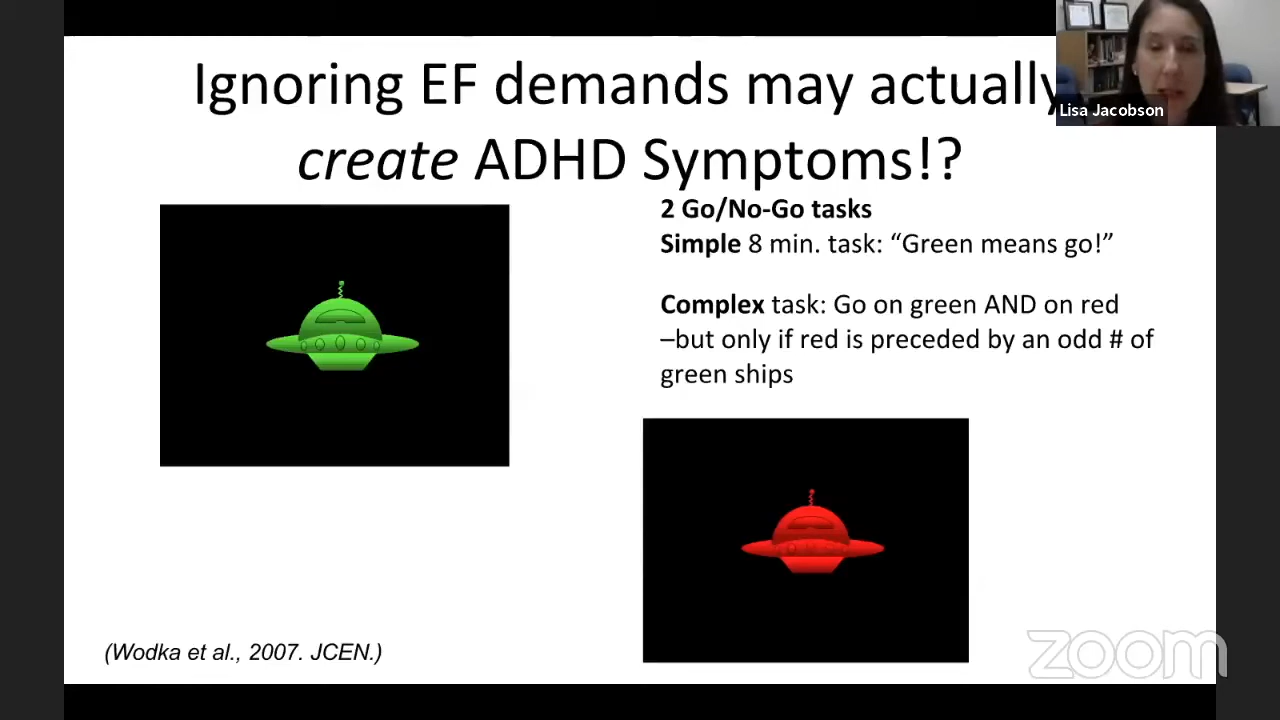 Ignoring EF demands may actually
create ADHD Symptoms!?
Lisa Jacobson
2 Go/No-Go tasks
Simple 8 min. task: “Green means go!”
Complex task: Go on green AND on red
–but only if red is preceded by an odd # of
green ships
(Wodka et al., 2007. JCEN.)
zoom